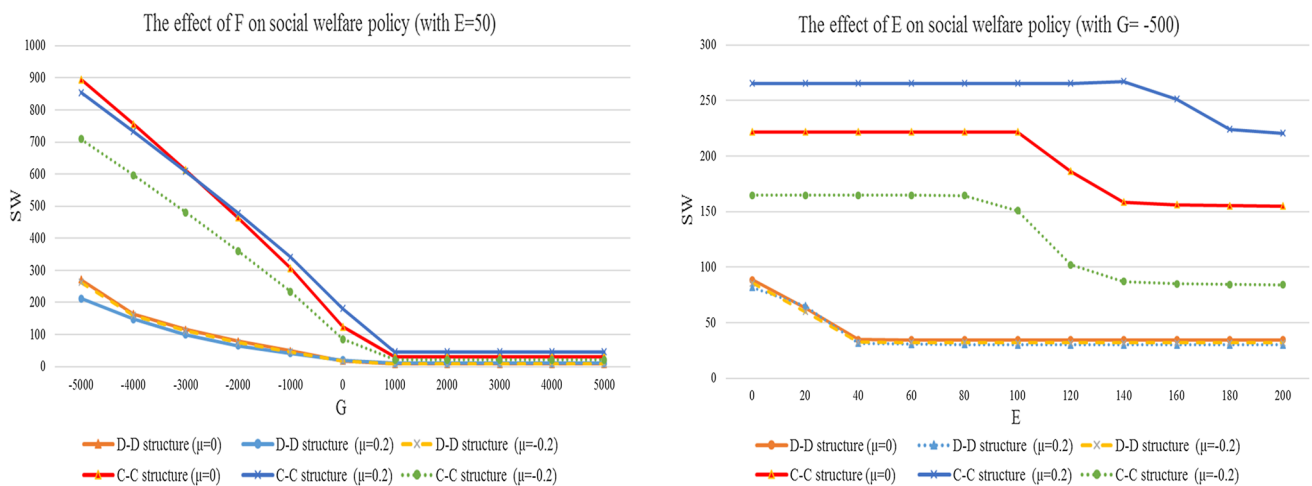 The effect of F on social welfare policy (with E=50)
1000
900
800
700
600
500
400
300
200
100
0
SW
-5000 -4000 -3000 -2000 -1000 0 1000 2000 3000 4000 5000
G
D-D structure (μ=0) D-D structure (μ=0.2) D-D structure (μ=-0.2)
C-C structure (μ=0) C-C structure (μ=0.2) C-C structure (μ=-0.2)
The effect of E on social welfare policy (with G= -500)
300
250
200
150
100
50
0
SW
0 20 40 60 80 100 120 140 160 180 200
E
D-D structure (μ=0) D-D structure (μ=0.2) D-D structure (μ=-0.2)
C-C structure (μ=0) C-C structure (μ=0.2) C-C structure (μ=-0.2)